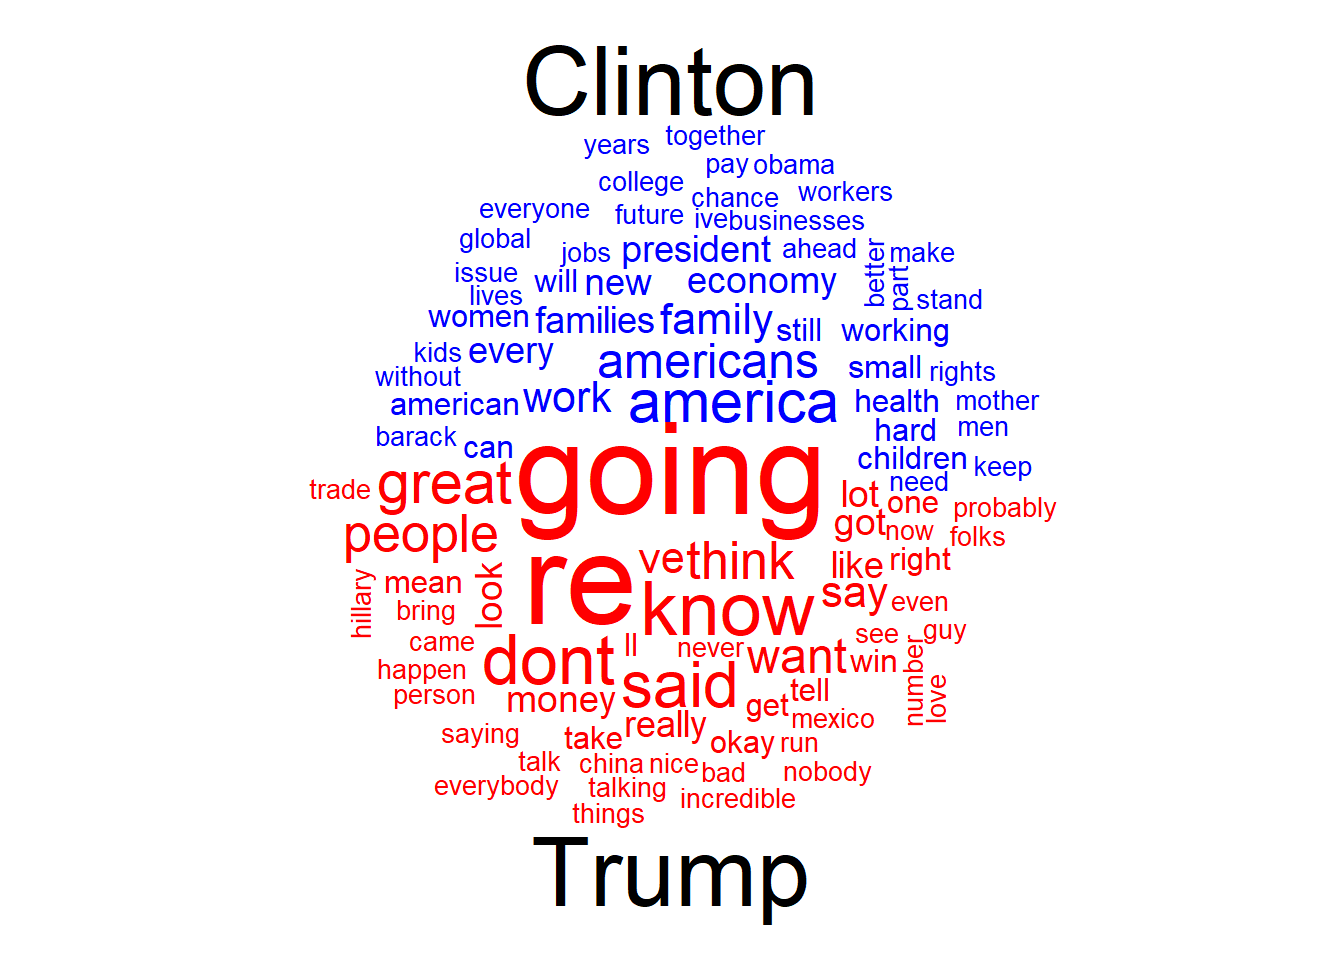 Clinton
years together
pay obama
college chance workers
everyone future ive businesses
global jobs president ahead better make
issue will new economy part stand
lives
women families family still working
kids every americans small rights
without
american work america health mother
barack can hard men
children keep
need
trade great going lot one probably
people got now folks
ve think like right
hillary mean look re know say even
bring
came ll never see guy
happen dont want win number
person money said get tell love
mexico
saying take really okay run
talk china nice bad nobody
everybody talking incredible
things
Trump